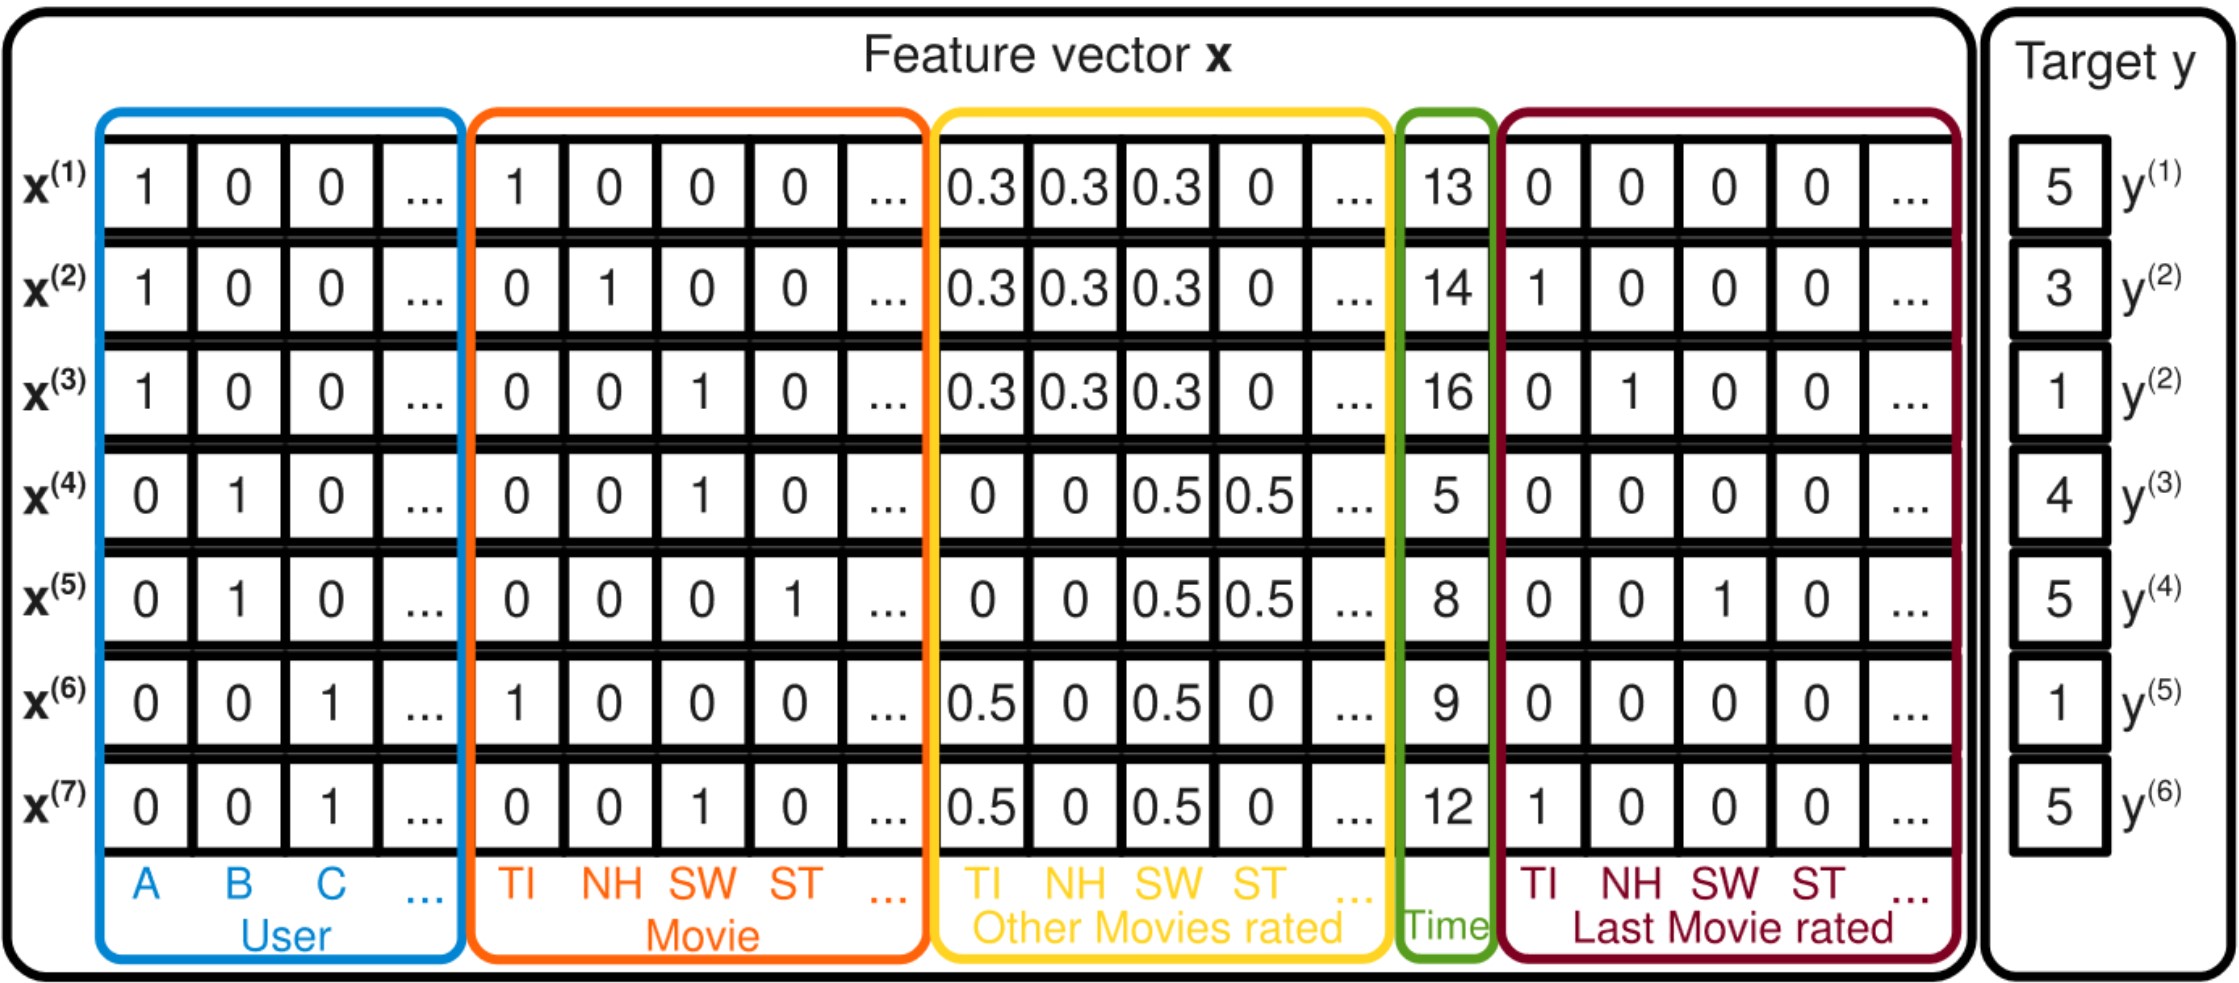 Feature vector x Target y
x(1) 1 0 0 ... 1 0 0 0 ... 0.3 0.3 0.3 0 ... 13 0 0 0 0 ... 5 y(1)
x(2) 1 0 0 ... 0 1 0 0 ... 0.3 0.3 0.3 0 ... 14 1 0 0 0 ... 3 y(2)
x(3) 1 0 0 ... 0 0 1 0 ... 0.3 0.3 0.3 0 ... 16 0 1 0 0 ... 1 y(2)
x(4) 0 1 0 ... 0 0 1 0 ... 0 0 0.5 0.5 ... 5 0 0 0 0 ... 4 y(3)
x(5) 0 1 0 ... 0 0 0 1 ... 0 0 0.5 0.5 ... 8 0 0 1 0 ... 5 y(4)
x(6) 0 0 1 ... 1 0 0 0 ... 0.5 0 0.5 0 ... 9 0 0 0 0 ... 1 y(5)
x(7) 0 0 1 ... 0 0 1 0 ... 0.5 0 0.5 0 ... 12 1 0 0 0 ... 5 y(6)
A B C ... TI NH SW ST ... TI NH SW ST ... TI NH SW ST ...
User Movie Other Movies rated Time Last Movie rated